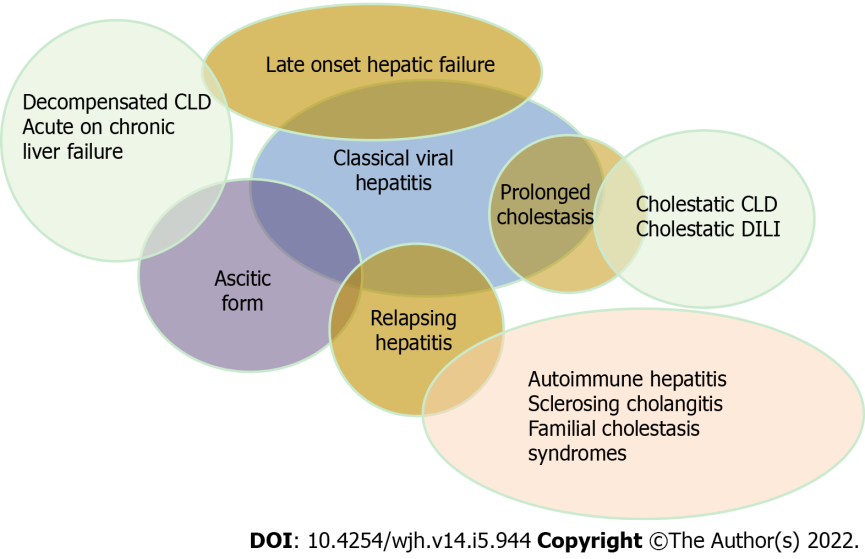 Late onset hepatic failure
Decompensated CLD
Acute on chronic
liver failure
Classical viral
hepatitis
Prolonged
cholestasis
Cholestatic CLD
Cholestatic DILI
Ascitic
form
Relapsing
hepatitis
Autoimmune hepatitis
Sclerosing cholangitis
Familial cholestasis
syndromes
DOI: 10.4254/wjh.v14.i5.944 Copyright ©The Author(s) 2022.